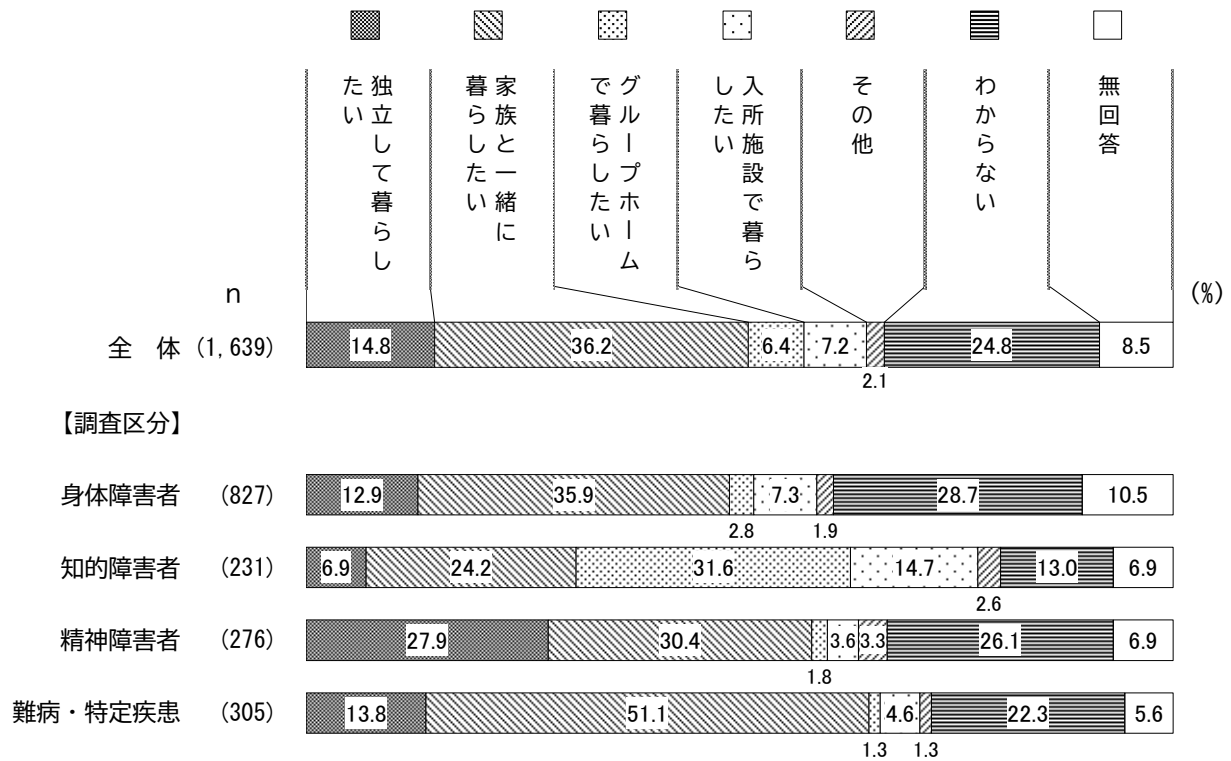 独立して暮らし
たい
家族と一緒に
暮らしたい
グループホーム
で暮らしたい
入所施設で暮ら
したい
その他
わからない
無回答
n
(%)
全 体 (1,639) 14.8 36.2 6.4 7.2 2.1 24.8 8.5
【調査区分】
身体障害者 (827) 12.9 35.9 2.8 7.3 1.9 28.7 10.5
知的障害者 (231) 6.9 24.2 31.6 14.7 2.6 13.0 6.9
精神障害者 (276) 27.9 30.4 1.8 3.6 3.3 26.1 6.9
難病・特定疾患 (305) 13.8 51.1 1.3 4.6 1.3 22.3 5.6